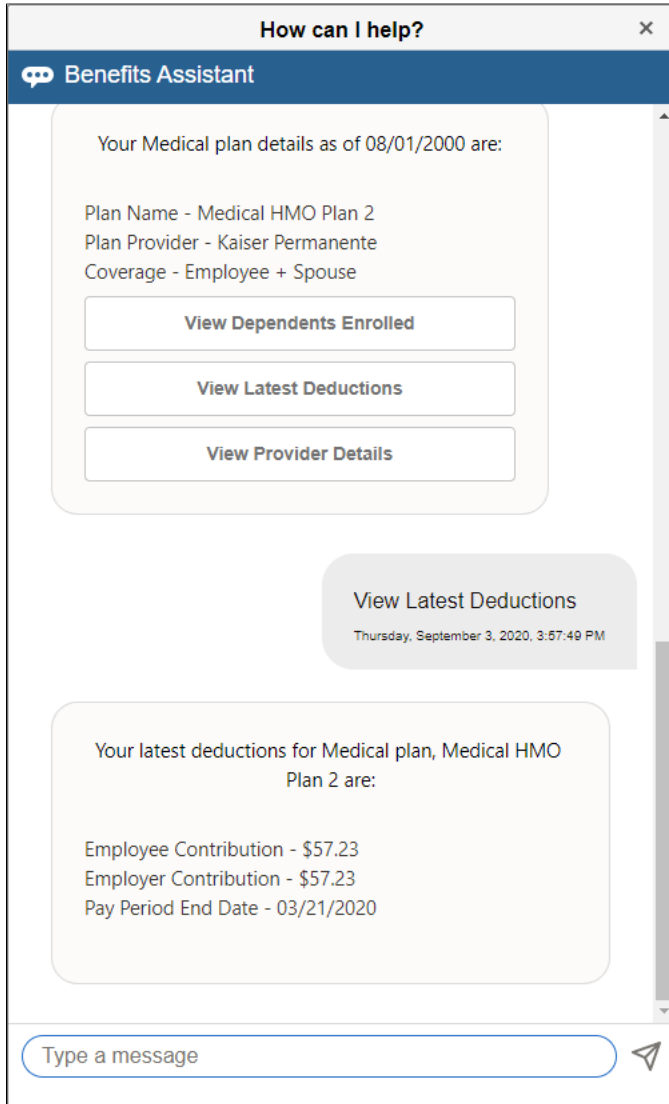 How can I help?
Benefits Assistant
Your Medical plan details as of 08/01/2000 are:
Plan Name - Medical HMO Plan 2
Plan Provider - Kaiser Permanente
Coverage - Employee + Spouse
View Dependents Enrolled
View Latest Deductions
View Provider Details
View Latest Deductions
Thursday, September 3, 2020, 3:57:49 PM
Your latest deductions for Medical plan, Medical HMO
Plan 2 are:
Employee Contribution - $57.23
Employer Contribution - $57.23
Pay Period End Date - 03/21/2020
Type a message